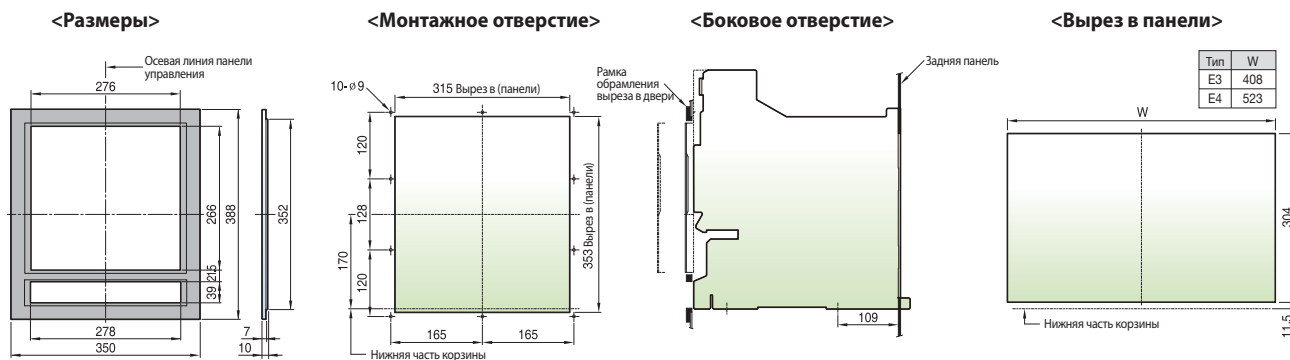 <Размеры>
<Монтажное отверстие>
<Боковое отверстие>
<Вырез в панели>
Осевая линия панели
управления
276
266
388
352
21,5
39
278
350
7
10
10-ø9
315 Вырез в (панели)
120
128
170
120
353 Вырез в (панели)
165
165
Нижняя часть корзины
Рамка
обрамления
выреза в двери
Задняя панель
109
Тип W
E3 408
E4 523
W
304
Нижняя часть корзины
11,5